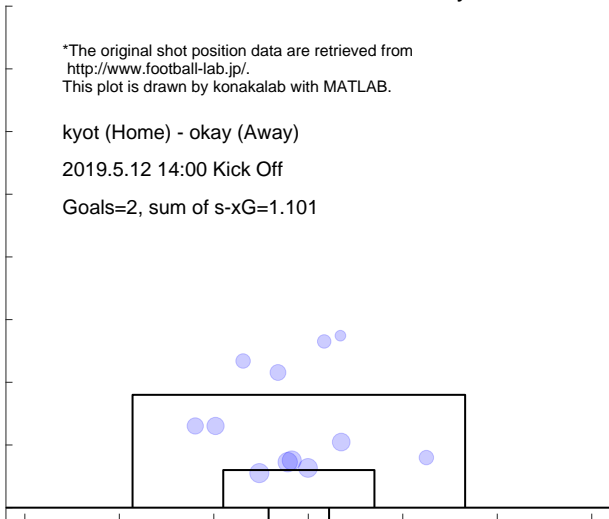 *The original shot position data are retrieved from
http://www.football-lab.jp/.
This plot is drawn by konakalab with MATLAB.
kyot (Home) - okay (Away)
2019.5.12 14:00 Kick Off
Goals=2, sum of s-xG=1.101